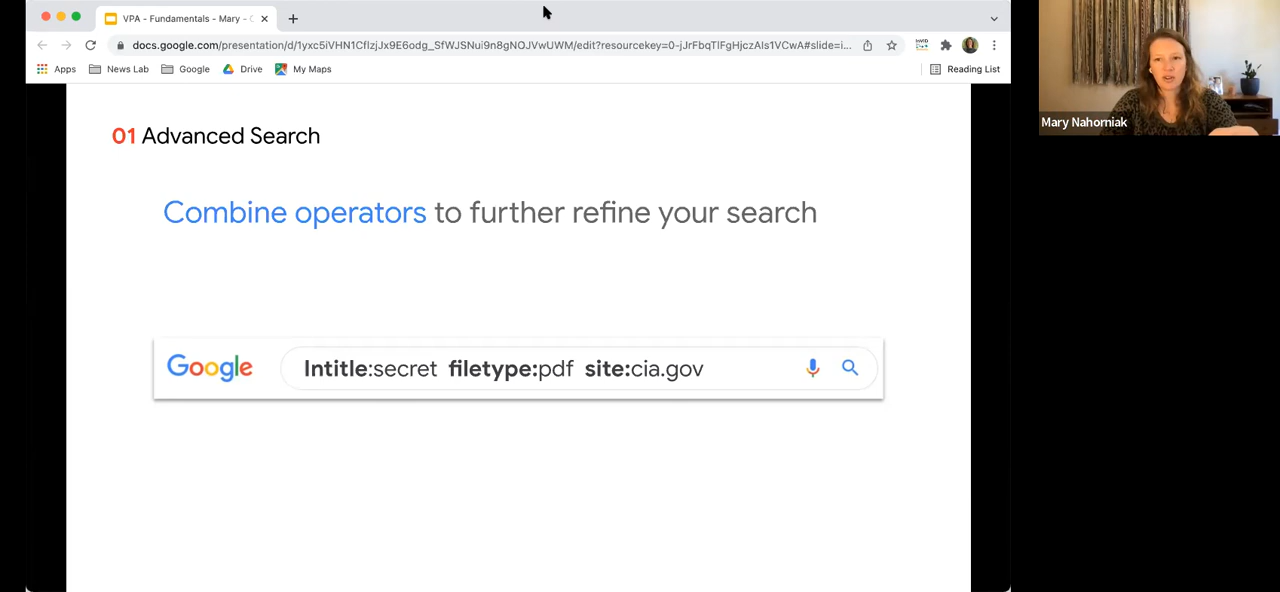 VPA - Fundamentals - Mary -
docs.google.com/presentation/d/1yxc5iVHN1CfIzjJx9E6odg_SfWJSNui9n8gNOJVwUWM/edit?resourcekey=0-jJrFbqTlFgHjczAIs1VCwA#slide=i...
Apps News Lab Google Drive My Maps Reading List
01 Advanced Search
Combine operators to further refine your search
Google Intitle:secret filetype:pdf site:cia.gov
Mary Nahorniak